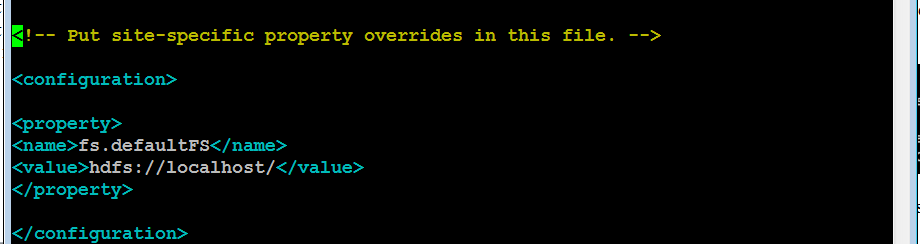 <!-- Put site-specific property overrides in this file. -->
<configuration>
<property>
<name>fs.defaultFS</name>
<value>hdfs://localhost/</value>
</property>
</configuration>